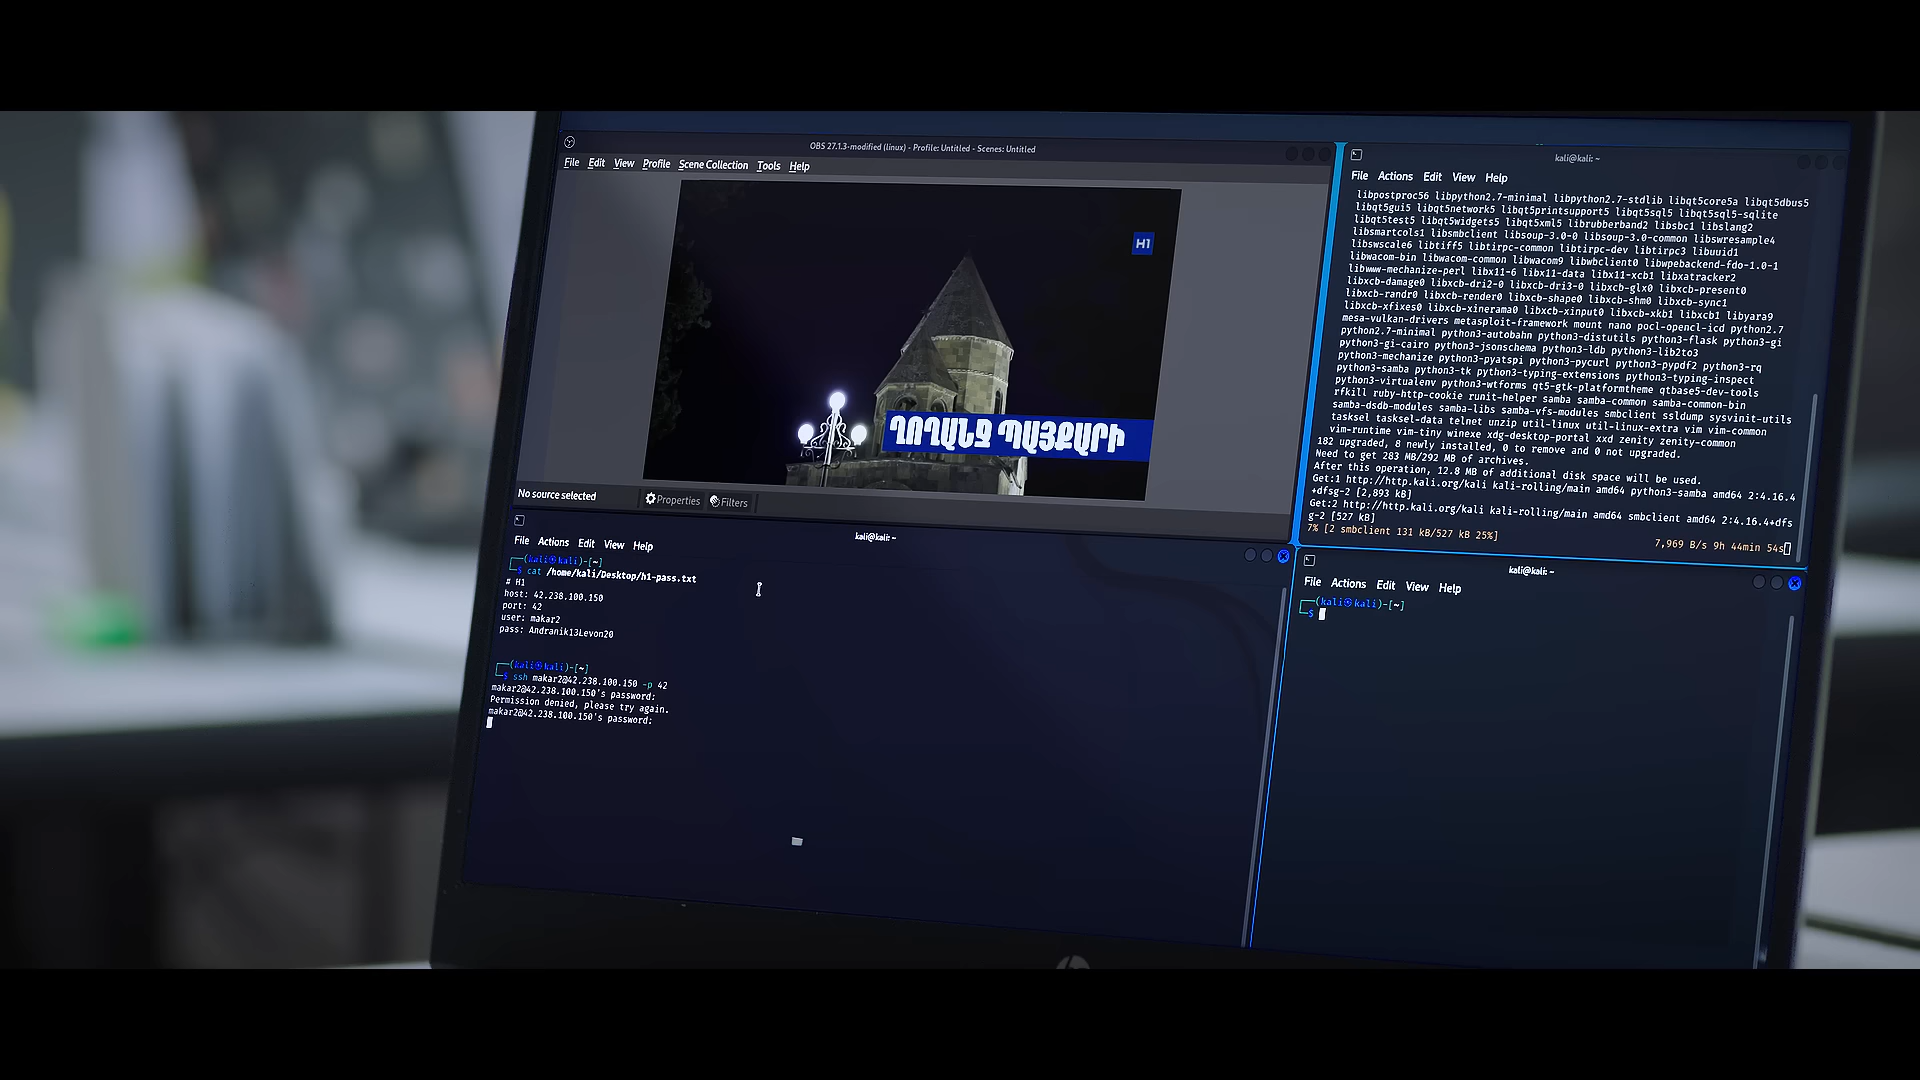 OBS 27.1.3-modified (linux) - Profile: Untitled - Scenes: Untitled
File Edit View Profile Scene Collection Tools Help
H1
ՂՈՂԱՆՋ ՊԱՅՔԱՐԻ
No source selected
Properties Filters
kali@kali: ~
File Actions Edit View Help
libpostproc56 libpython2.7-minimal libpython2.7-stdlib libqt5core5a libqt5dbus5
libqt5gui5 libqt5network5 libqt5printsupport5 libqt5sql5 libqt5sql5-sqlite
libqt5test5 libqt5widgets5 libqt5xml5 librubberband2 libsbc1 libslang2
libsmartcols1 libsmbclient libsoup-3.0-0 libsoup-3.0-common libswresample4
libswscale6 libtiff5 libtirpc-common libtirpc-dev libtirpc3 libuuid1
libwacom-bin libwacom-common libwacom9 libwbclient0 libwpebackend-fdo-1.0-1
libwww-mechanize-perl libx11-6 libx11-data libx11-xcb1 libxatracker2
libxcb-damage0 libxcb-dri2-0 libxcb-dri3-0 libxcb-glx0 libxcb-present0
libxcb-randr0 libxcb-render0 libxcb-shape0 libxcb-shm0 libxcb-sync1
libxcb-xfixes0 libxcb-xinerama0 libxcb-xinput0 libxcb-xkb1 libxcb1 libyara9
mesa-vulkan-drivers metasploit-framework mount nano pocl-opencl-icd python2.7
python2.7-minimal python3-autobahn python3-distutils python3-flask python3-gi
python3-gi-cairo python3-jsonschema python3-ldb python3-lib2to3
python3-mechanize python3-pyatspi python3-pycurl python3-pypdf2 python3-rq
python3-samba python3-tk python3-typing-extensions python3-typing-inspect
python3-virtualenv python3-wtforms qt5-gtk-platformtheme qtbase5-dev-tools
rfkill ruby-http-cookie runit-helper samba samba-common samba-common-bin
samba-dsdb-modules samba-libs samba-vfs-modules smbclient ssldump sysvinit-utils
tasksel tasksel-data telnet unzip util-linux util-linux-extra vim vim-common
vim-runtime vim-tiny winexe xdg-desktop-portal xxd zenity zenity-common
182 upgraded, 8 newly installed, 0 to remove and 0 not upgraded.
Need to get 283 MB/292 MB of archives.
After this operation, 12.8 MB of additional disk space will be used.
Get:1 http://http.kali.org/kali kali-rolling/main amd64 python3-samba amd64 2:4.16.4
+dfsg-2 [2,893 kB]
Get:2 http://http.kali.org/kali kali-rolling/main amd64 smbclient amd64 2:4.16.4+dfs
g-2 [527 kB]
7% [2 smbclient 131 kB/527 kB 25%]
7,969 B/s 9h 44min 54s
kali@kali: ~
File Actions Edit View Help
(kali㉿kali)-[~]
$ cat /home/kali/Desktop/h1-pass.txt
# H1
host: 42.238.100.150
port: 42
user: makar2
pass: Andranik13Levon20
(kali㉿kali)-[~]
$ ssh makar2@42.238.100.150 -p 42
makar2@42.238.100.150's password:
Permission denied, please try again.
makar2@42.238.100.150's password:
kali@kali: ~
File Actions Edit View Help
(kali㉿kali)-[~]
$